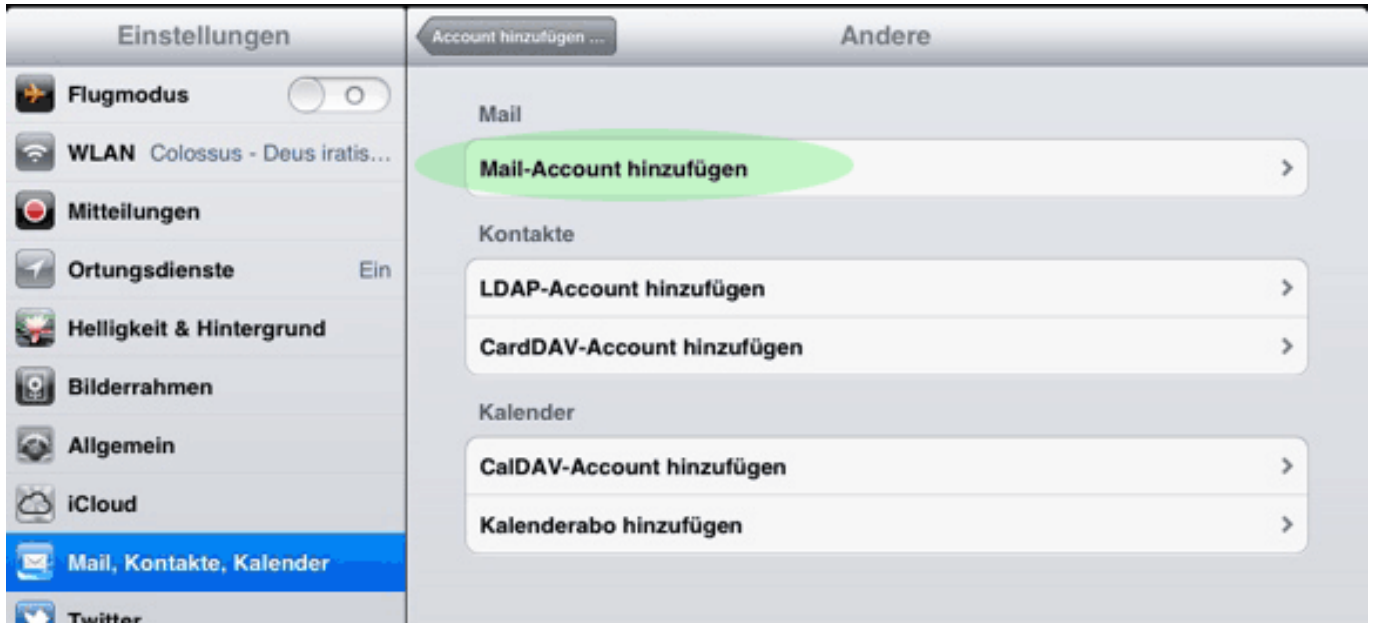 Einstellungen
Account hinzufügen ...
Andere
Flugmodus
WLAN Colossus - Deus iratis...
Mitteilungen
Ortungsdienste Ein
Helligkeit & Hintergrund
Bilderrahmen
Allgemein
iCloud
Mail, Kontakte, Kalender
Twitter
Mail
Mail-Account hinzufügen
Kontakte
LDAP-Account hinzufügen
CardDAV-Account hinzufügen
Kalender
CalDAV-Account hinzufügen
Kalenderabo hinzufügen